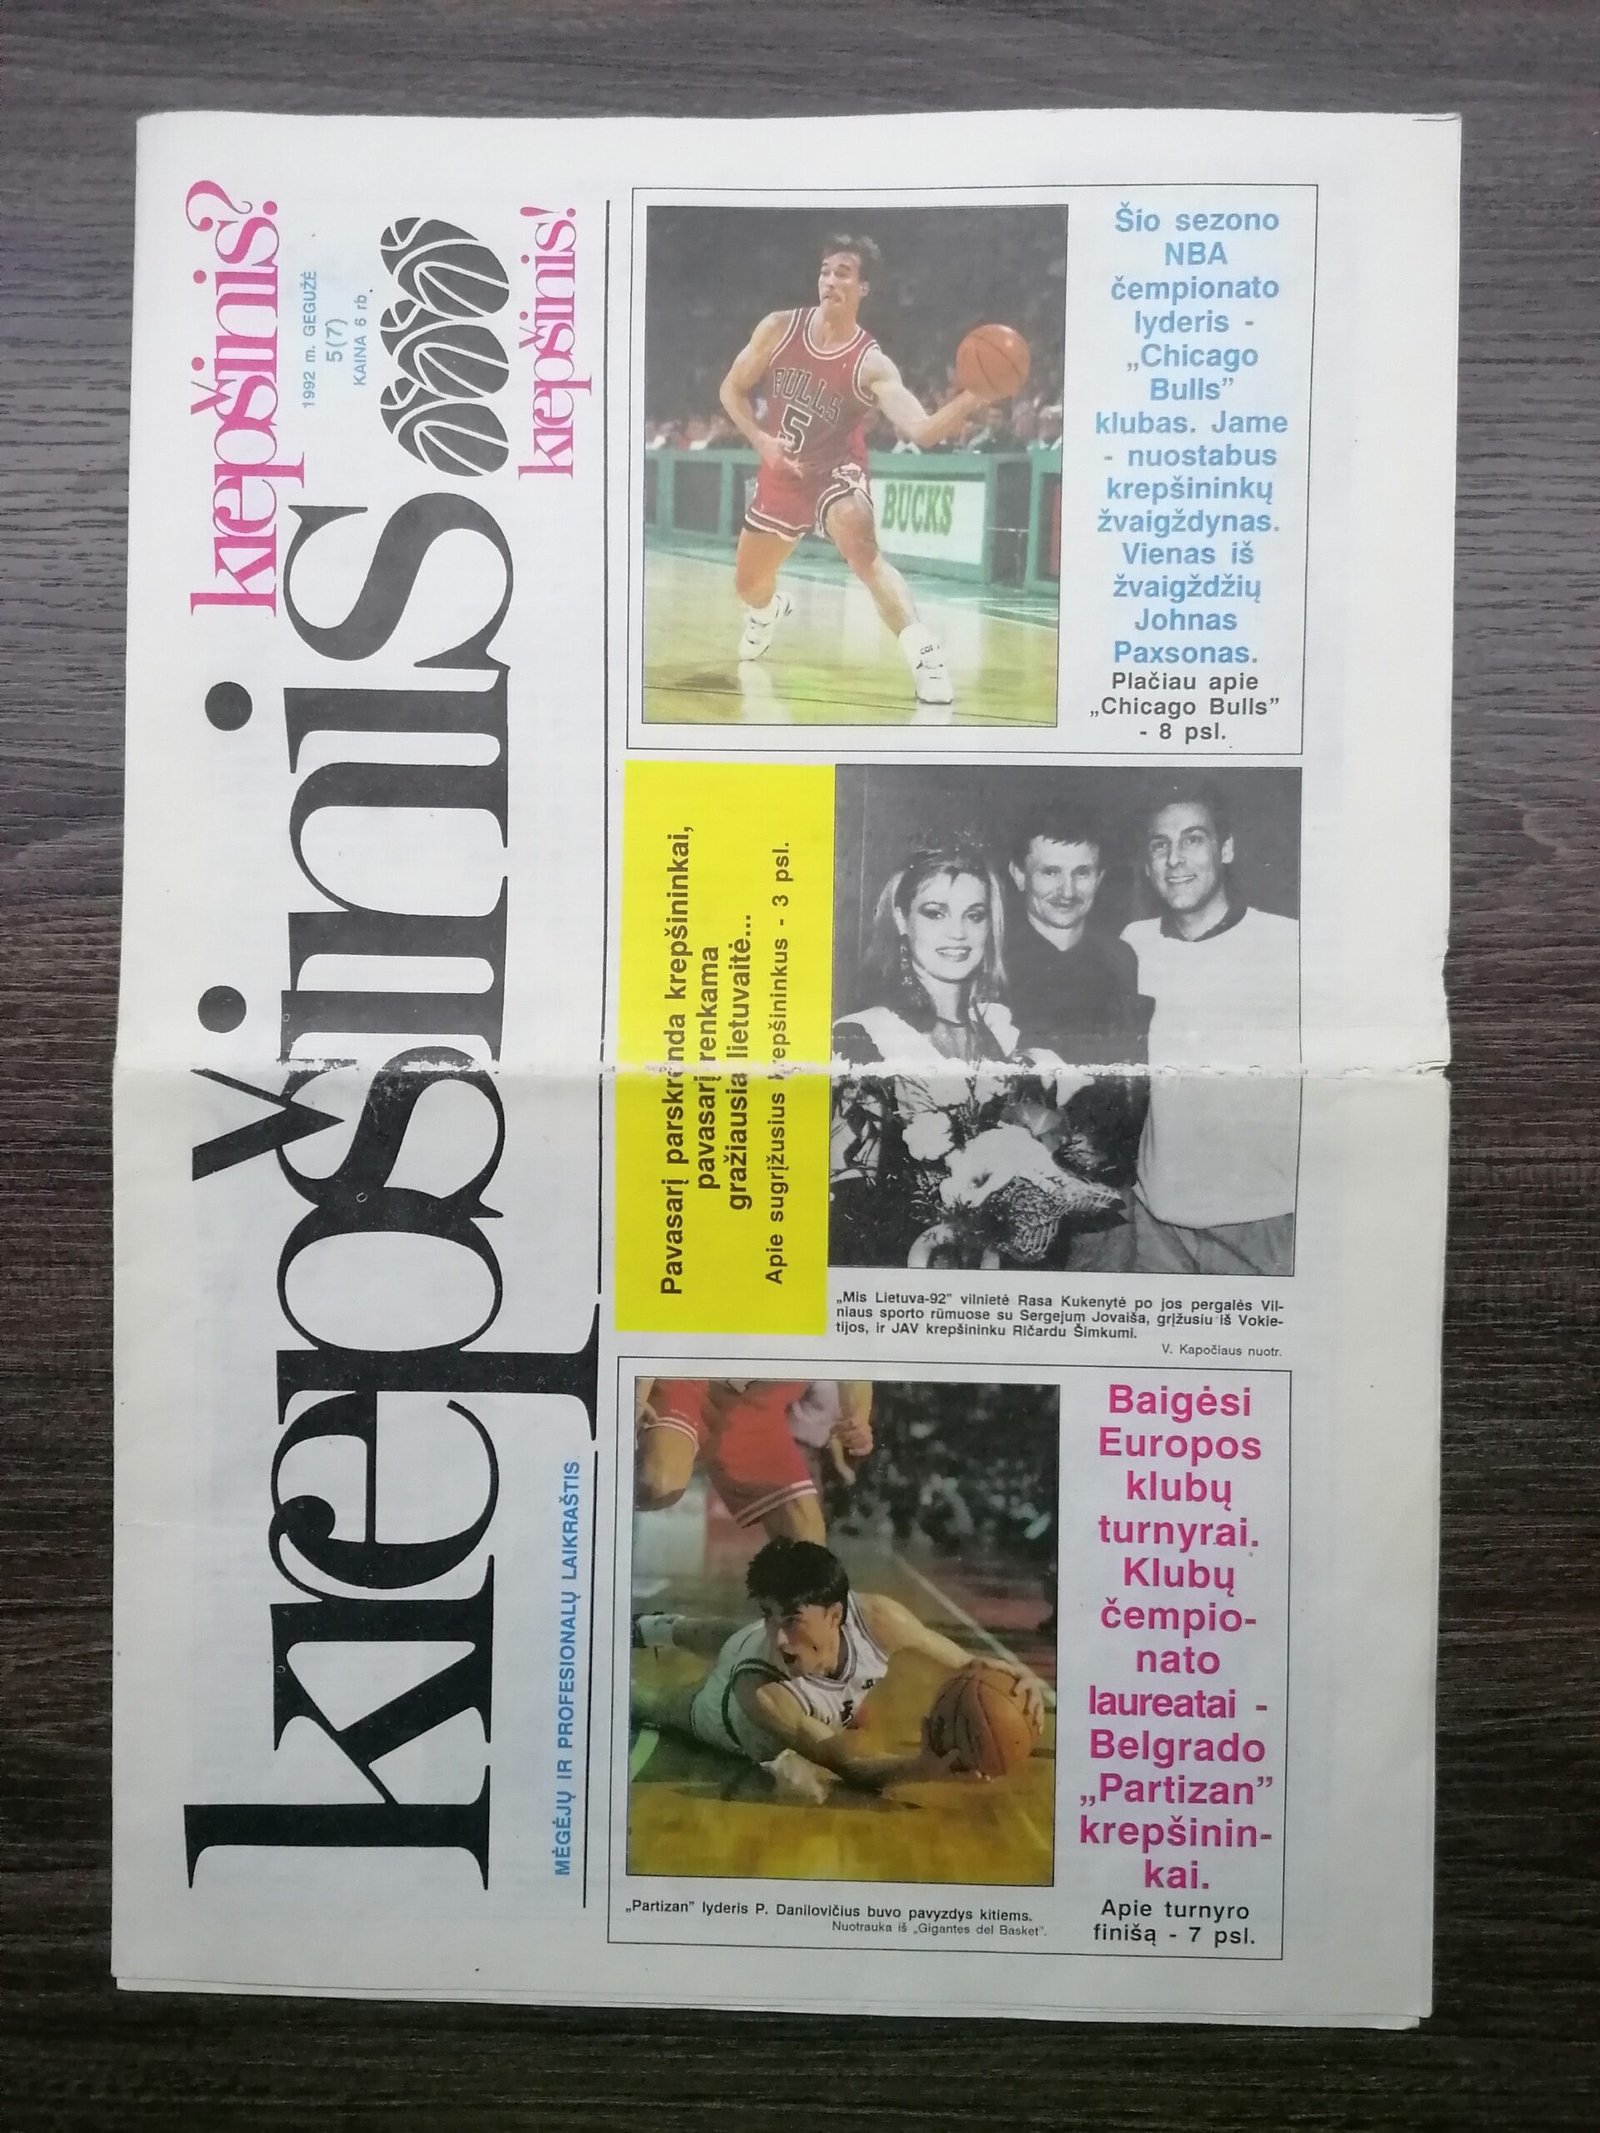 krepšinis?
1992 m. GEGUŽĖ
5(7)
KAINA 6 rb.
krepšinis
krepšinis!
MĖGĖJŲ IR PROFESIONALŲ LAIKRAŠTIS
BULLS
5
BUCKS
Šio sezono
NBA
čempionato
lyderis -
„Chicago
Bulls”
klubas. Jame
- nuostabus
krepšininkų
žvaigždynas.
Vienas iš
žvaigždžių
Johnas
Paxsonas.
Plačiau apie
„Chicago Bulls”
- 8 psl.
Pavasarį parskrenda krepšininkai,
pavasarį renkama
gražiausia lietuvaitė...
Apie sugrįžusius krepšininkus - 3 psl.
„Mis Lietuva-92” vilnietė Rasa Kukenytė po jos pergalės Vil-
niaus sporto rūmuose su Sergejum Jovaiša, grįžusiu iš Vokie-
tijos, ir JAV krepšininku Ričardu Šimkumi.
V. Kapočiaus nuotr.
Baigėsi
Europos
klubų
turnyrai.
Klubų
čempio-
nato
laureatai -
Belgrado
„Partizan”
krepšinin-
kai.
Apie turnyro
finišą - 7 psl.
„Partizan” lyderis P. Danilovičius buvo pavyzdys kitiems.
Nuotrauka iš „Gigantes del Basket”.